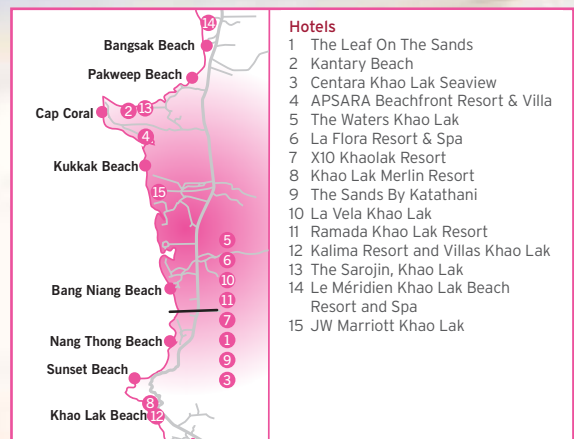 14
Bangsak Beach
Pakweep Beach
Cap Coral
2
13
4
Kukkak Beach
15
5
6
10
Bang Niang Beach
11
7
Nang Thong Beach
1
9
Sunset Beach
3
8
Khao Lak Beach
12
Hotels
1 The Leaf On The Sands
2 Kantary Beach
3 Centara Khao Lak Seaview
4 APSARA Beachfront Resort & Villa
5 The Waters Khao Lak
6 La Flora Resort & Spa
7 X10 Khaolak Resort
8 Khao Lak Merlin Resort
9 The Sands By Katathani
10 La Vela Khao Lak
11 Ramada Khao Lak Resort
12 Kalima Resort and Villas Khao Lak
13 The Sarojin, Khao Lak
14 Le Méridien Khao Lak Beach
Resort and Spa
15 JW Marriott Khao Lak